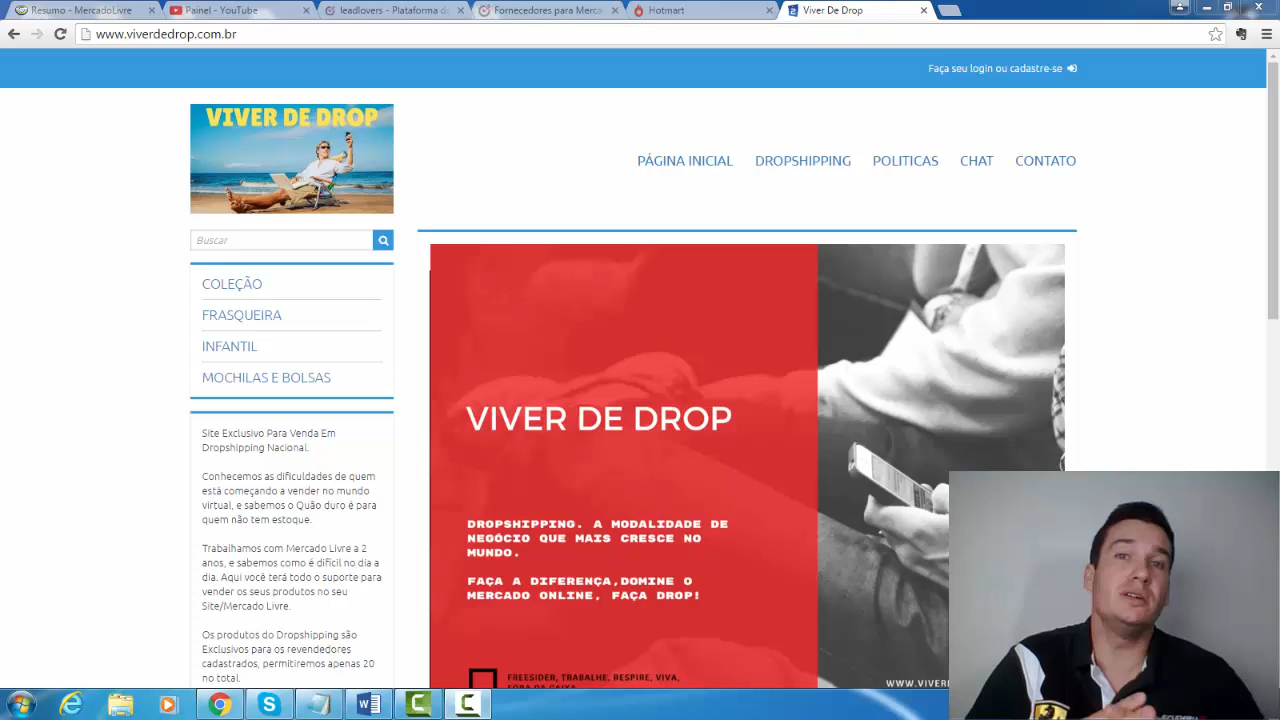 Resumo - MercadoLivre
Painel - YouTube
leadlovers - Plataforma d
Fornecedores para Merca
Hotmart
Viver De Drop
www.viverdedrop.com.br
Faça seu login ou cadastre-se
VIVER DE DROP
PÁGINA INICIAL
DROPSHIPPING
POLITICAS
CHAT
CONTATO
Buscar
COLEÇÃO
FRASQUEIRA
INFANTIL
MOCHILAS E BOLSAS
Site Exclusivo Para Venda Em
Dropshipping Nacional.
Conhecemos as dificuldades de quem
está começando a vender no mundo
virtual, e sabemos o Quão duro é para
quem não tem estoque.
Trabalhamos com Mercado Livre a 2
anos, e sabemos como é difícil no dia a
dia. Aqui você terá todo o suporte para
vender os seus produtos no seu
Site/Mercado Livre.
Os produtos do Dropshipping são
Exclusivos para os revendedores
cadastrados, permitiremos apenas 20
no total.
VIVER DE DROP
DROPSHIPPING. A MODALIDADE DE
NEGÓCIO QUE MAIS CRESCE NO
MUNDO.
FAÇA A DIFERENÇA,DOMINE O
MERCADO ONLINE, FAÇA DROP!
FREESIDER, TRABALHE, RESPIRE, VIVA,
FORA DA CAIXA
WWW.VIVER